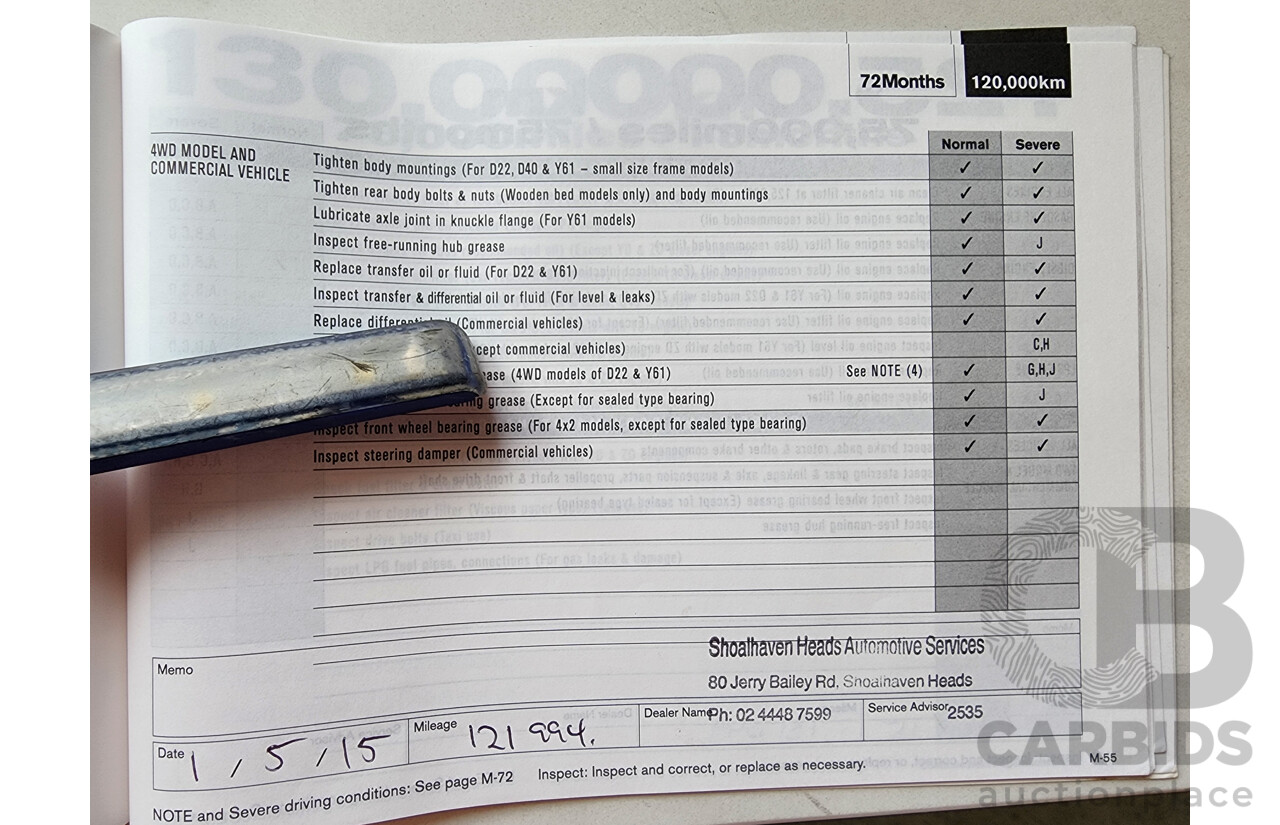 72Months 120,000km
Normal Severe
4WD MODEL AND
COMMERCIAL VEHICLE
Tighten body mountings (For D22, D40 & Y61 – small size frame models) ✓ ✓
Tighten rear body bolts & nuts (Wooden bed models only) and body mountings ✓ ✓
Lubricate axle joint in knuckle flange (For Y61 models) ✓ ✓
Inspect free-running hub grease ✓ J
Replace transfer oil or fluid (For D22 & Y61) ✓ ✓
Inspect transfer & differential oil or fluid (For level & leaks) ✓ ✓
Replace differential (Commercial vehicles) ✓ ✓
commercial vehicles) C,H
(4WD models of D22 & Y61) See NOTE (4) ✓ G,H,J
grease (Except for sealed type bearing) ✓ J
Inspect front wheel bearing grease (For 4x2 models, except for sealed type bearing) ✓ ✓
Inspect steering damper (Commercial vehicles) ✓ ✓
Memo
Shoalhaven Heads Automotive Services
80 Jerry Bailey Rd, Shoalhaven Heads
Date 1/5/15 Mileage 121 994. Dealer Name Ph: 02 4448 7599 Service Advisor 2535
NOTE and Severe driving conditions: See page M-72 Inspect: Inspect and correct, or replace as necessary.
M-55
CB
CARBIDS
auctionplace